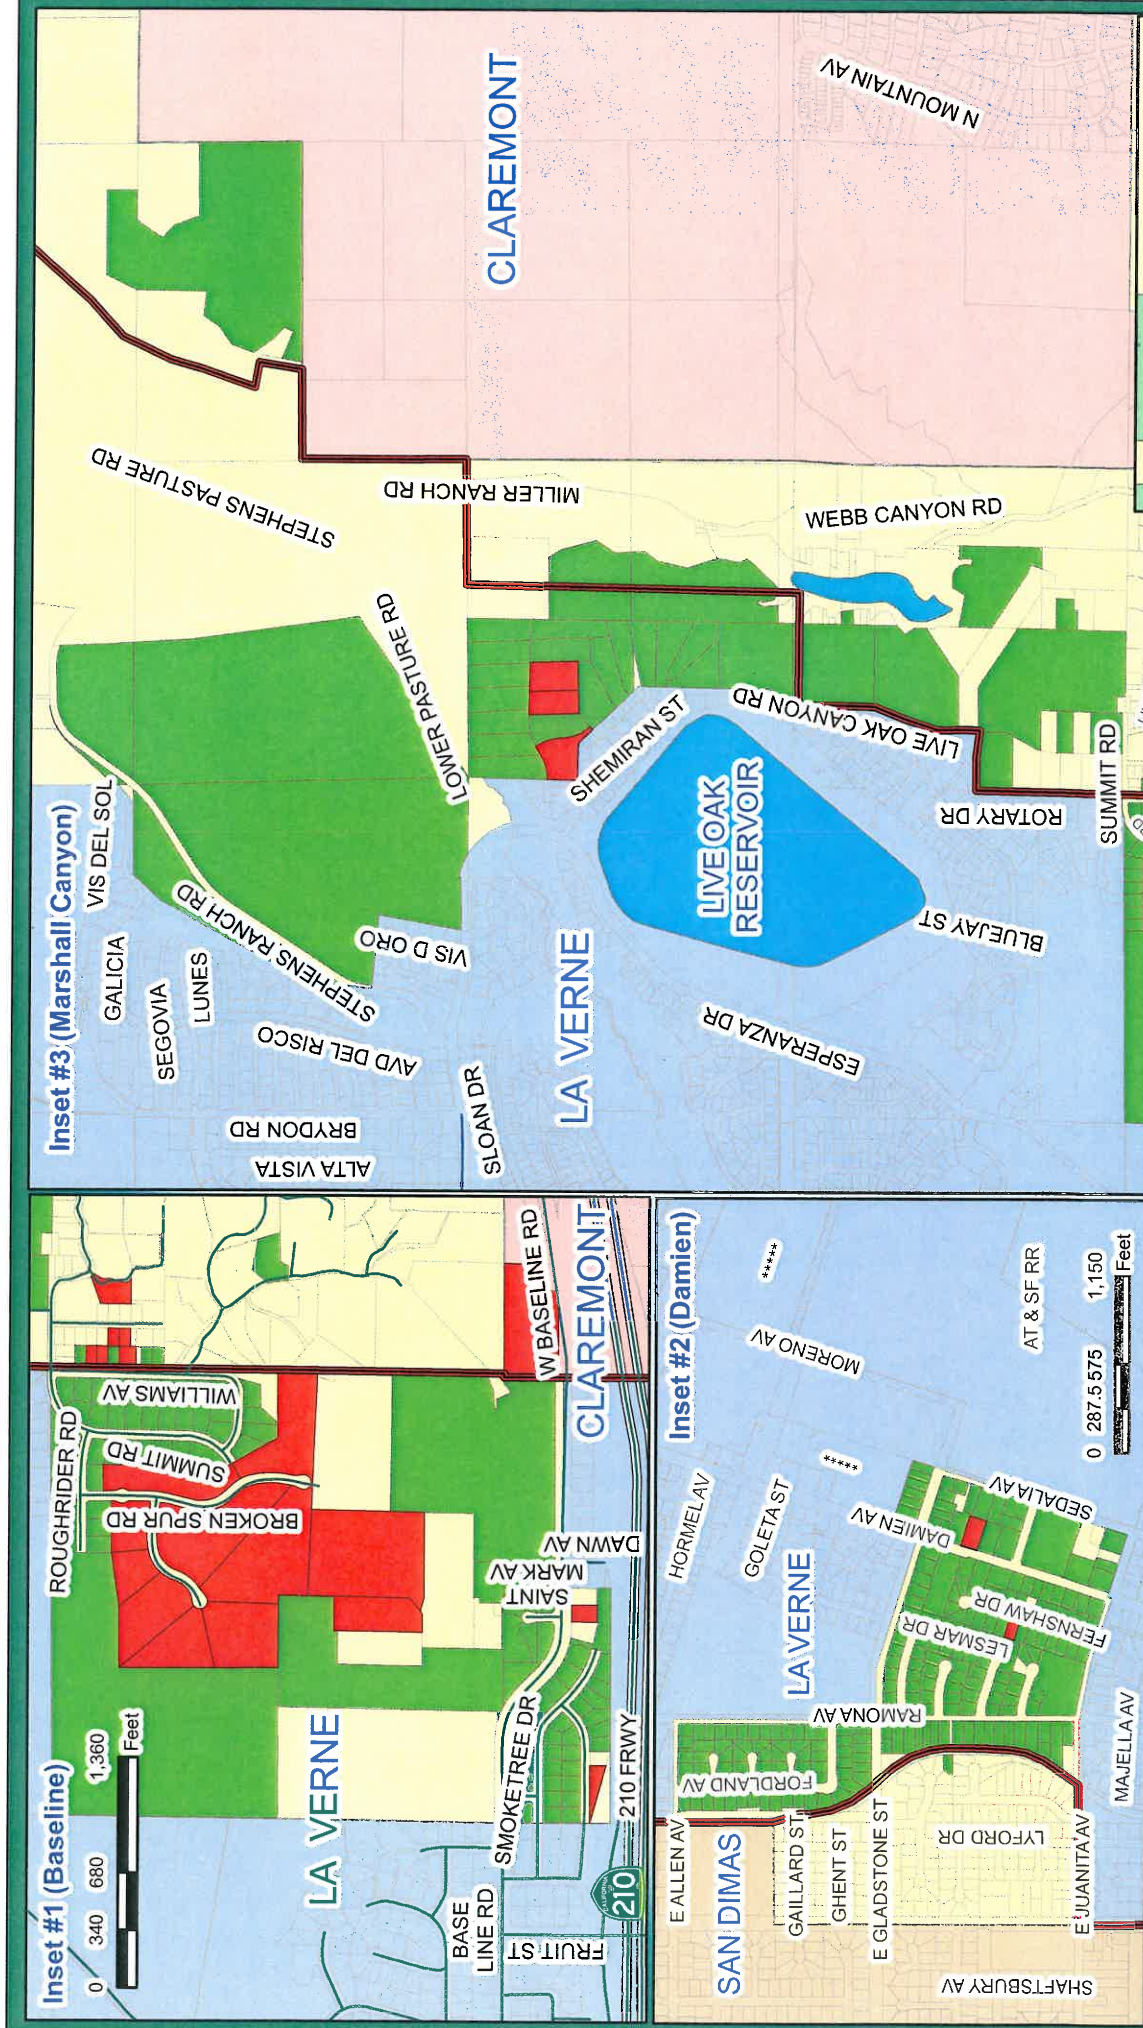 Inset #1 (Baseline)
0 340 680 1,360
Feet
ROUGHRIDER RD
WILLIAMS AV
SUMMIT RD
BROKEN SPUR RD
LA VERNE
SMOKETREE DR
SAINT
MARK AV
DAWN AV
W BASELINE RD
CLAREMONT
BASE
LINE RD
FRUIT ST
CALIFORNIA
210
210 FRWY
Inset #3 (Marshall Canyon)
VIS DEL SOL
GALICIA
SEGOVIA
LUNES
STEPHENS RANCH RD
AVD DEL RISCO
BRYDON RD
ALTA VISTA
VIS D ORO
SLOAN DR
LOWER PASTURE RD
STEPHENS PASTURE RD
MILLER RANCH RD
CLAREMONT
N MOUNTAIN AV
WEBB CANYON RD
SHEMIRAN ST
LIVE OAK CANYON RD
LIVE OAK
RESERVOIR
LA VERNE
ESPERANZA DR
BLUEJAY ST
ROTARY DR
SUMMIT RD
Inset #2 (Damien)
*****
MORENO AV
HORMEL AV
GOLETA ST
*****
AT & SF RR
LA VERNE
DAMIEN AV
SEDALIA AV
FERNSHAW DR
LESMAR DR
RAMONA AV
FORDLAND AV
E ALLEN AV
SAN DIMAS
GAILLARD ST
GHENT ST
E GLADSTONE ST
LYFORD DR
E JUANITA AV
MAJELLA AV
SHAFTSBURY AV
0 287.5 575 1,150
Feet